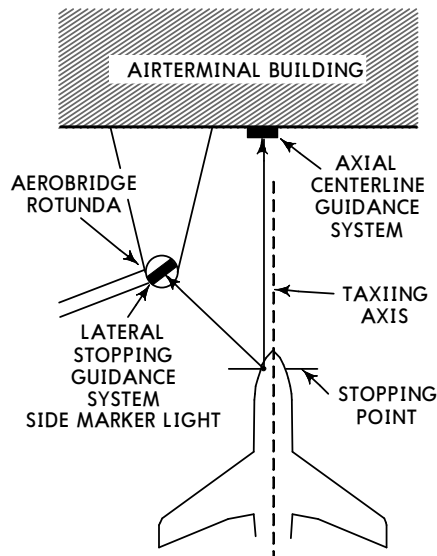 AIRTERMINAL BUILDING
AXIAL
CENTERLINE
GUIDANCE
SYSTEM
AEROBRIDGE
ROTUNDA
TAXIING
AXIS
LATERAL
STOPPING
GUIDANCE
SYSTEM
SIDE MARKER LIGHT
STOPPING
POINT